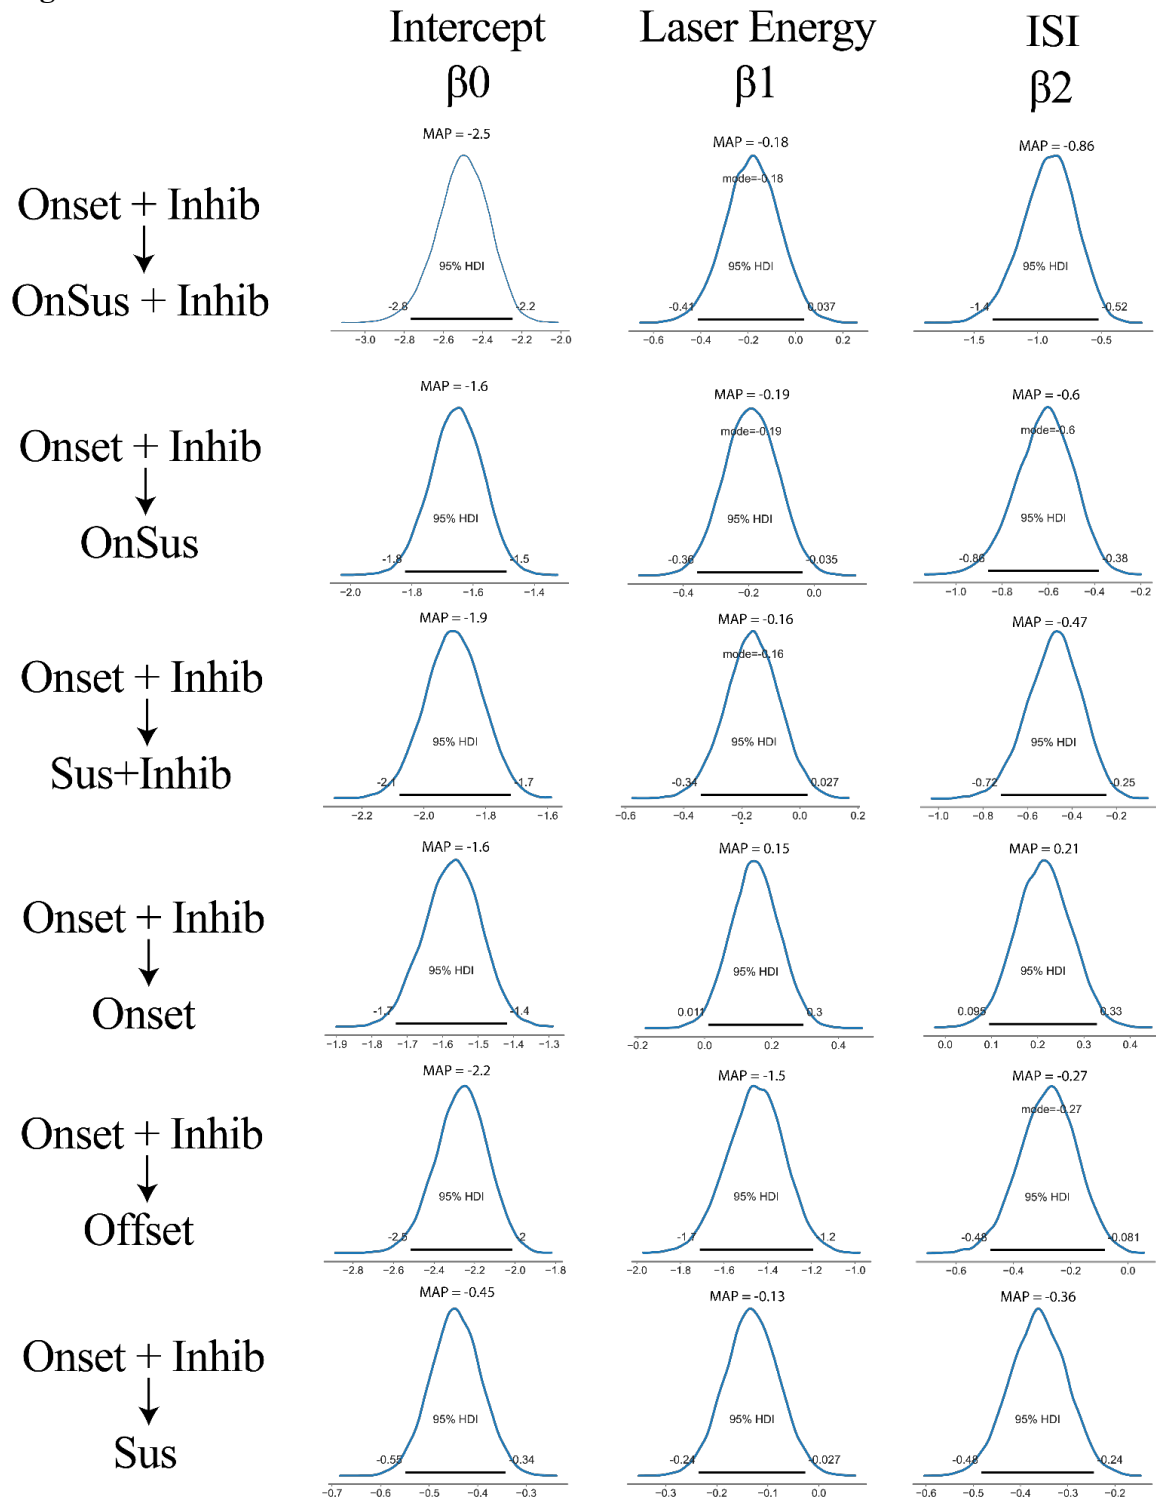 Intercept
β0
Laser Energy
β1
ISI
β2
Onset + Inhib
OnSus + Inhib
MAP = -2.5
95% HDI
-2.8
-2.2
−3.0 −2.8 −2.6 −2.4 −2.2 −2.0
MAP = -0.18
mode=-0.18
95% HDI
-0.41
0.037
−0.6 −0.4 −0.2 0.0 0.2
MAP = -0.86
95% HDI
-1.4
-0.52
−1.5 −1.0 −0.5
Onset + Inhib
OnSus
MAP = -1.6
95% HDI
-1.8
-1.5
−2.0 −1.8 −1.6 −1.4
MAP = -0.19
mode=-0.19
95% HDI
-0.36
-0.035
−0.4 −0.2 0.0
MAP = -0.6
mode=-0.6
95% HDI
-0.86
-0.38
−1.0 −0.8 −0.6 −0.4 −0.2
Onset + Inhib
Sus+Inhib
MAP = -1.9
95% HDI
-2.1
-1.7
−2.2 −2.0 −1.8 −1.6
MAP = -0.16
mode=-0.16
95% HDI
-0.34
0.027
−0.6 −0.4 −0.2 0.0 0.2
MAP = -0.47
95% HDI
-0.72
-0.25
−1.0 −0.8 −0.6 −0.4 −0.2
Onset + Inhib
Onset
MAP = -1.6
95% HDI
-1.7
-1.4
−1.9 −1.8 −1.7 −1.6 −1.5 −1.4 −1.3
MAP = 0.15
95% HDI
0.011
0.3
−0.2 0.0 0.2 0.4
MAP = 0.21
95% HDI
0.095
0.33
0.0 0.1 0.2 0.3 0.4
Onset + Inhib
Offset
MAP = -2.2
95% HDI
-2.5
-2
−2.8 −2.6 −2.4 −2.2 −2.0 −1.8
MAP = -1.5
95% HDI
-1.7
-1.2
−2.0 −1.8 −1.6 −1.4 −1.2 −1.0
MAP = -0.27
mode=-0.27
95% HDI
-0.48
-0.081
−0.6 −0.4 −0.2 0.0
Onset + Inhib
Sus
MAP = -0.45
95% HDI
-0.55
-0.34
−0.7 −0.6 −0.5 −0.4 −0.3
MAP = -0.13
95% HDI
-0.24
-0.027
−0.3 −0.2 −0.1 0.0
MAP = -0.36
95% HDI
-0.48
-0.24
−0.6 −0.5 −0.4 −0.3 −0.2 −0.1